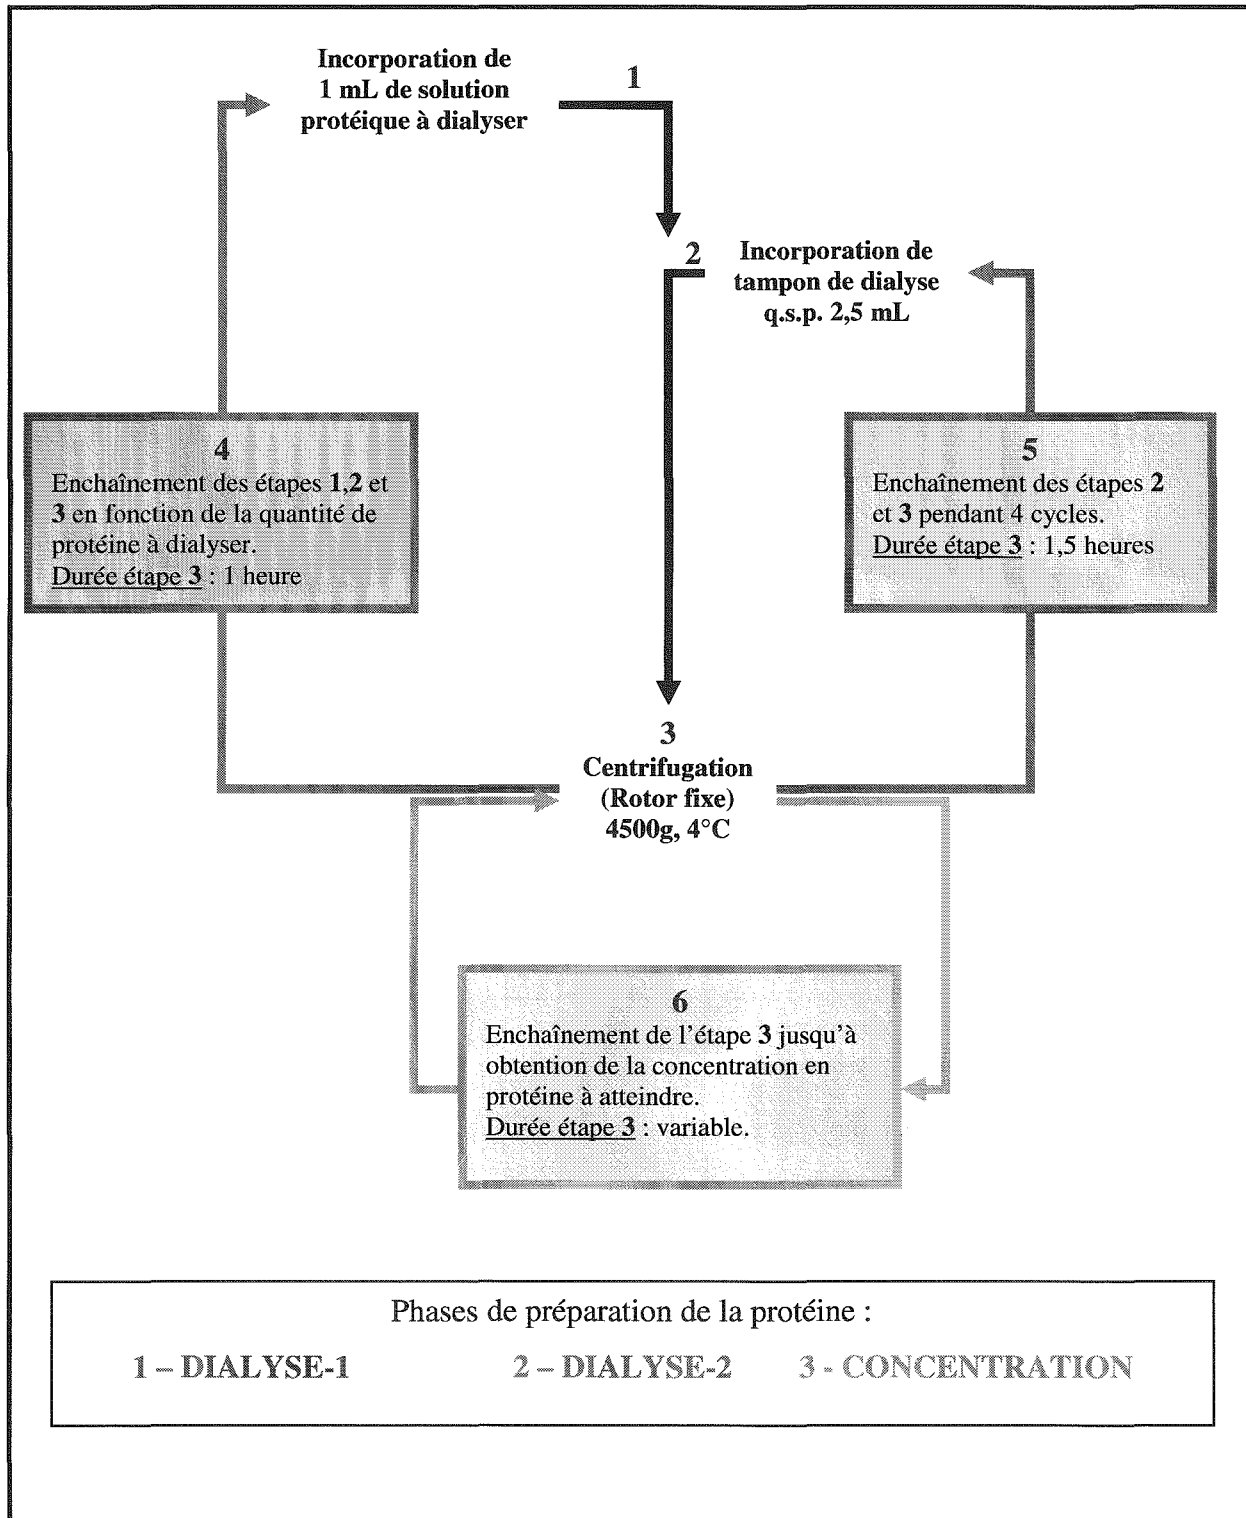 Incorporation de
1 mL de solution
protéique à dialyser
1
2
Incorporation de
tampon de dialyse
q.s.p. 2,5 mL
4
Enchaînement des étapes 1,2 et
3 en fonction de la quantité de
protéine à dialyser.
Durée étape 3 : 1 heure
5
Enchaînement des étapes 2
et 3 pendant 4 cycles.
Durée étape 3 : 1,5 heures
3
Centrifugation
(Rotor fixe)
4500g, 4°C
6
Enchaînement de l'étape 3 jusqu'à
obtention de la concentration en
protéine à atteindre.
Durée étape 3 : variable.
Phases de préparation de la protéine :
1 – DIALYSE-1 2 – DIALYSE-2 3 - CONCENTRATION